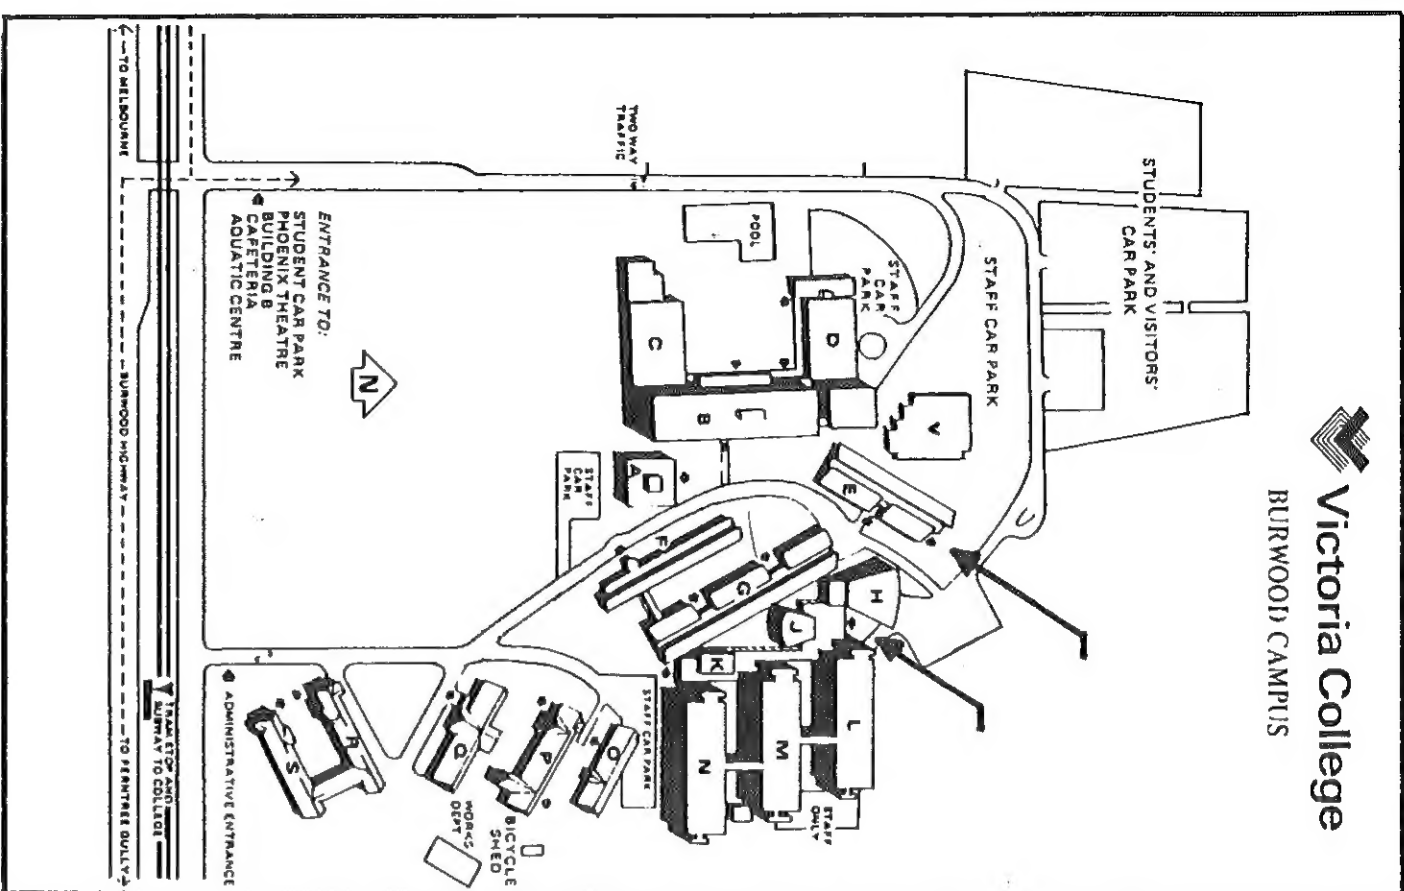 Victoria College
BURWOOD CAMPUS
STUDENTS' AND VISITORS'
CAR PARK
STAFF CAR PARK
STAFF
CAR
PARK
TWO WAY
TRAFFIC
POOL
D
C
B
V
E
A
STAFF
CAR
PARK
F
G
H
J
K
L
M
N
STAFF
ONLY
STAFF CAR PARK
O
P
Q
R
S
BICYCLE
SHED
WORKS
DEPT
N
ENTRANCE TO:
STUDENT CAR PARK
PHOENIX THEATRE
BUILDING B
CAFETERIA
AQUATIC CENTRE
ADMINISTRATIVE ENTRANCE
TRAM STOP AND
SUBWAY TO COLLEGE
TO MELBOURNE
BURWOOD HIGHWAY
TO FERNTREE GULLY